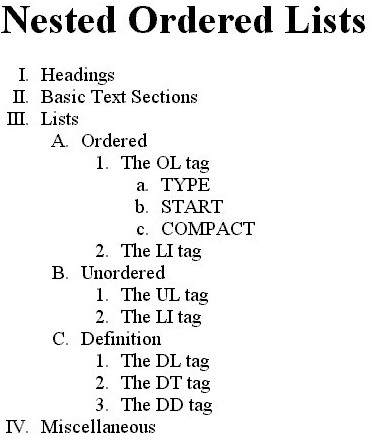 Nested Ordered Lists
I. Headings
II. Basic Text Sections
III. Lists
A. Ordered
1. The OL tag
a. TYPE
b. START
c. COMPACT
2. The LI tag
B. Unordered
1. The UL tag
2. The LI tag
C. Definition
1. The DL tag
2. The DT tag
3. The DD tag
IV. Miscellaneous